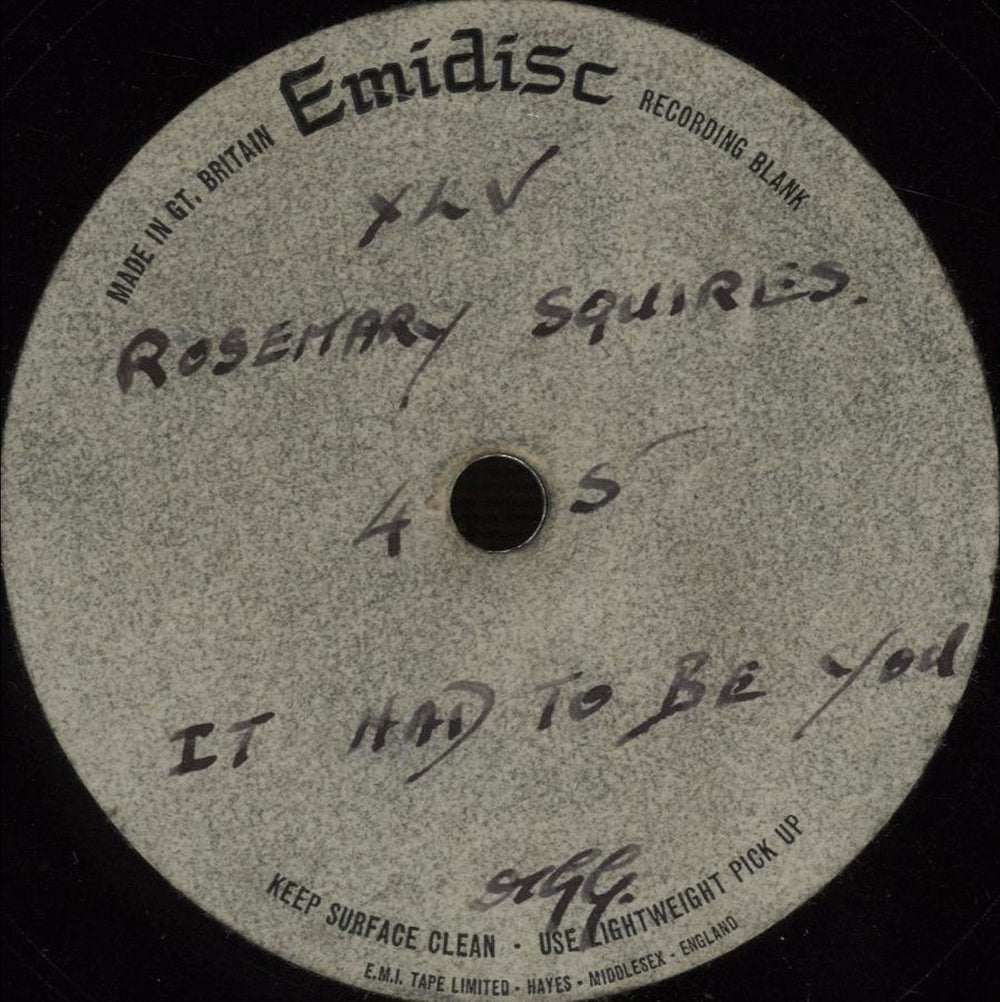 Emidisc
MADE IN GT. BRITAIN
RECORDING BLANK
ROSEMARY SQUIRES.
45
IT HAD TO BE YOU
KEEP SURFACE CLEAN · USE LIGHTWEIGHT PICK UP
E.M.I. TAPE LIMITED · HAYES · MIDDLESEX · ENGLAND